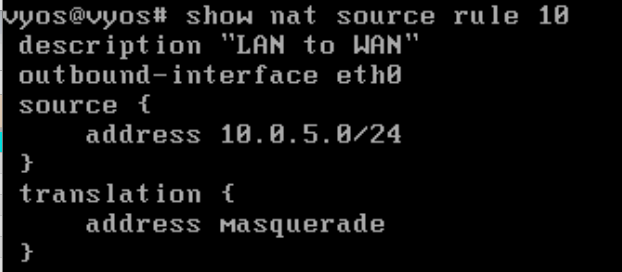 vyos@vyos# show nat source rule 10
description "LAN to WAN"
outbound-interface eth0
source {
address 10.0.5.0/24
}
translation {
address masquerade
}